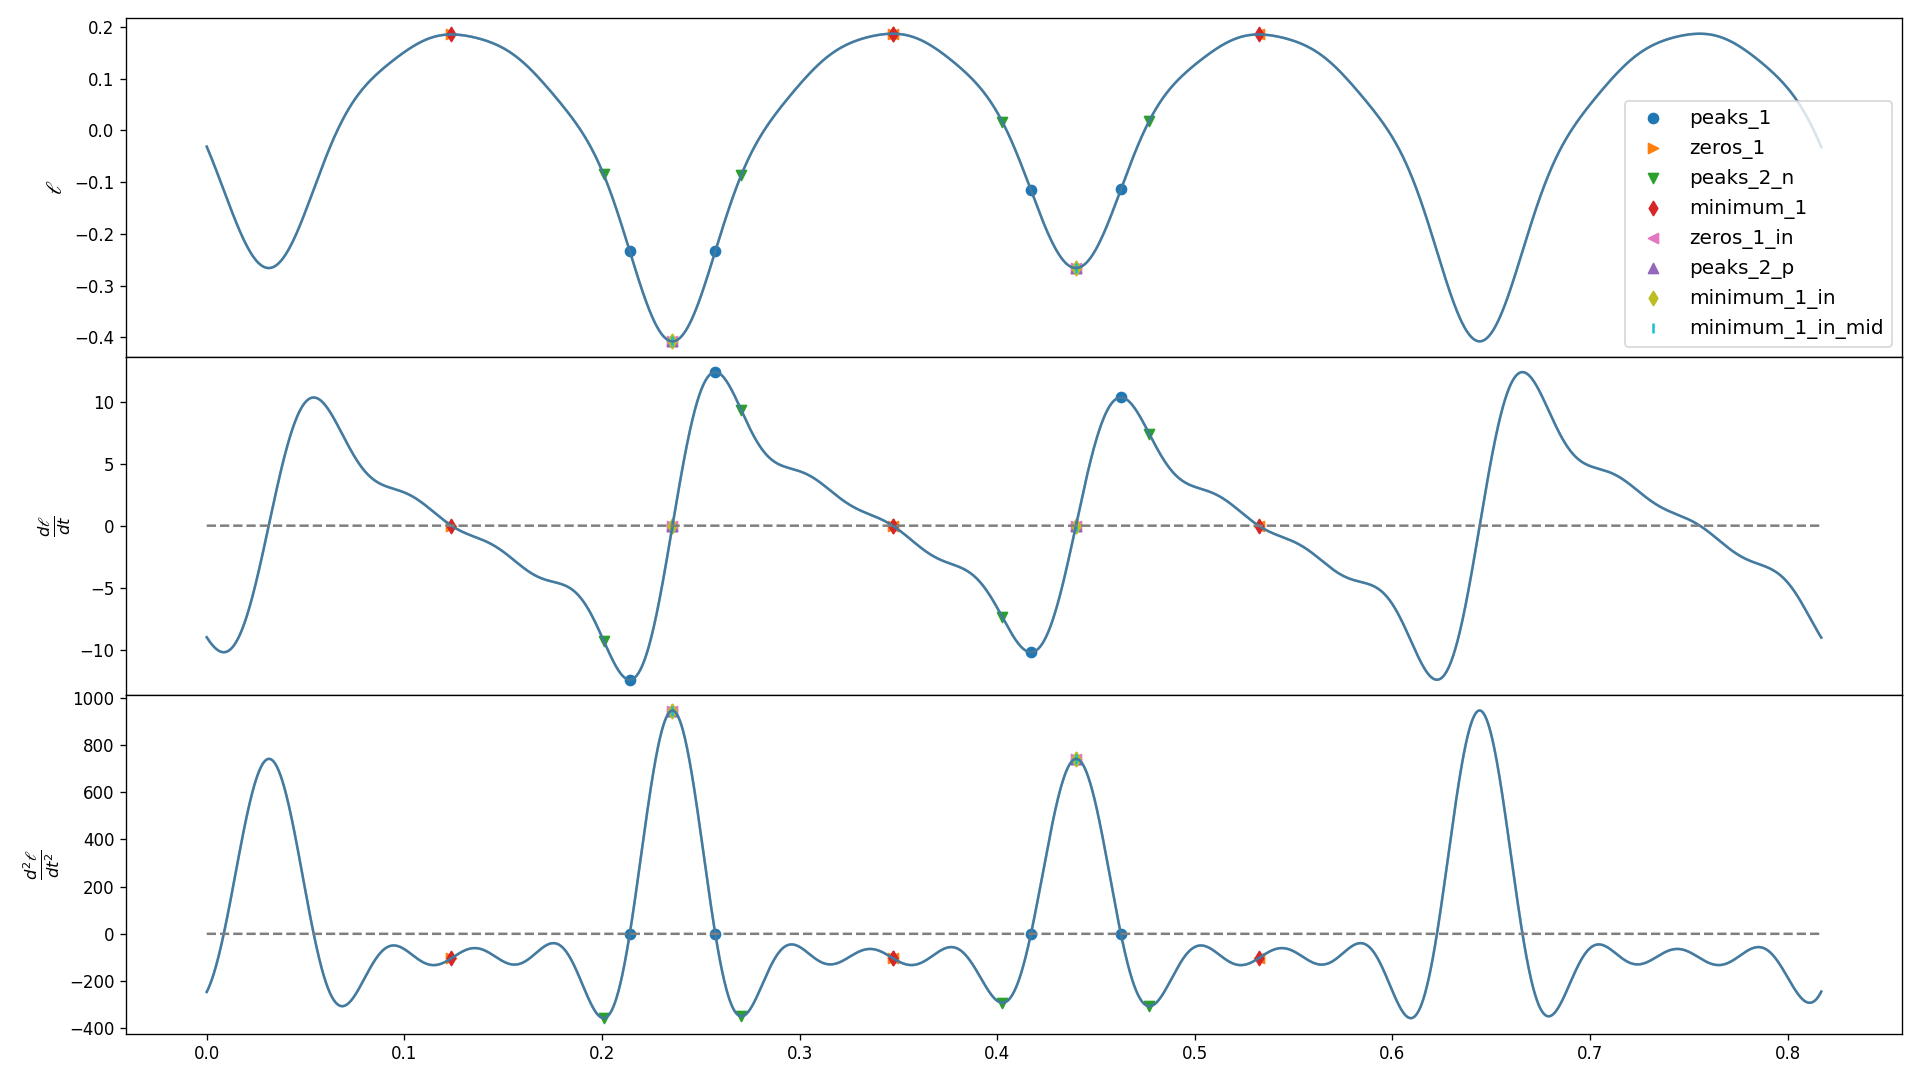 0.2
0.1
0.0
−0.1
−0.2
−0.3
−0.4
ℓ
peaks_1
zeros_1
peaks_2_n
minimum_1
zeros_1_in
peaks_2_p
minimum_1_in
minimum_1_in_mid
10
5
0
−5
−10
dℓ
dt
1000
800
600
400
200
0
−200
−400
d²ℓ
dt²
0.0 0.1 0.2 0.3 0.4 0.5 0.6 0.7 0.8